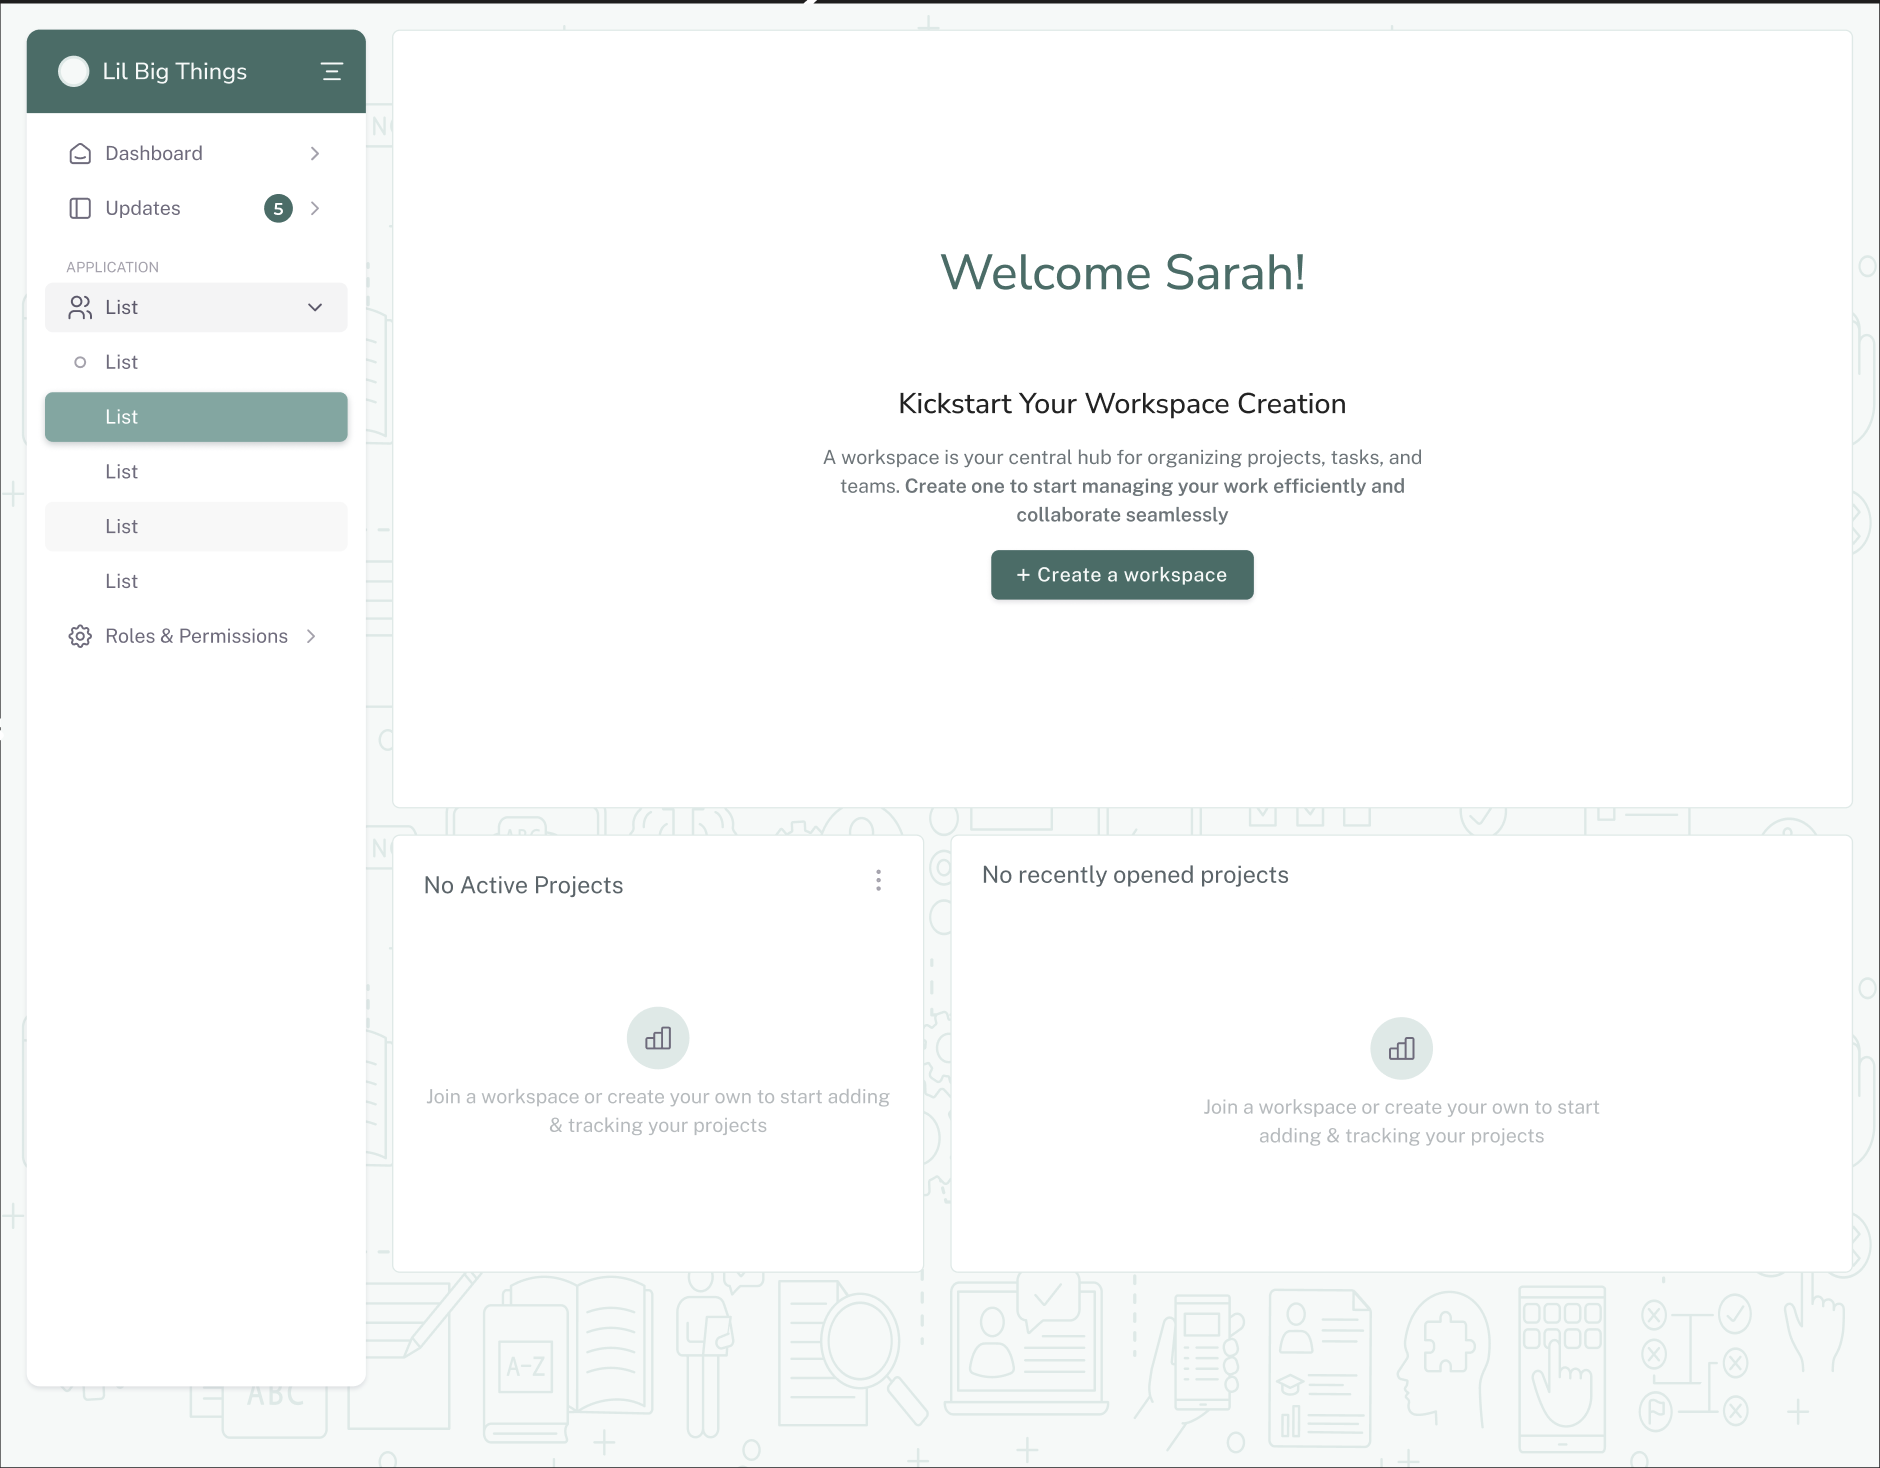 Lil Big Things
Dashboard
Updates 5
APPLICATION
List
List
List
List
List
List
Roles & Permissions
Welcome Sarah!
Kickstart Your Workspace Creation
A workspace is your central hub for organizing projects, tasks, and
teams. Create one to start managing your work efficiently and
collaborate seamlessly
+ Create a workspace
No Active Projects
Join a workspace or create your own to start adding
& tracking your projects
No recently opened projects
Join a workspace or create your own to start
adding & tracking your projects
A-Z
ABC